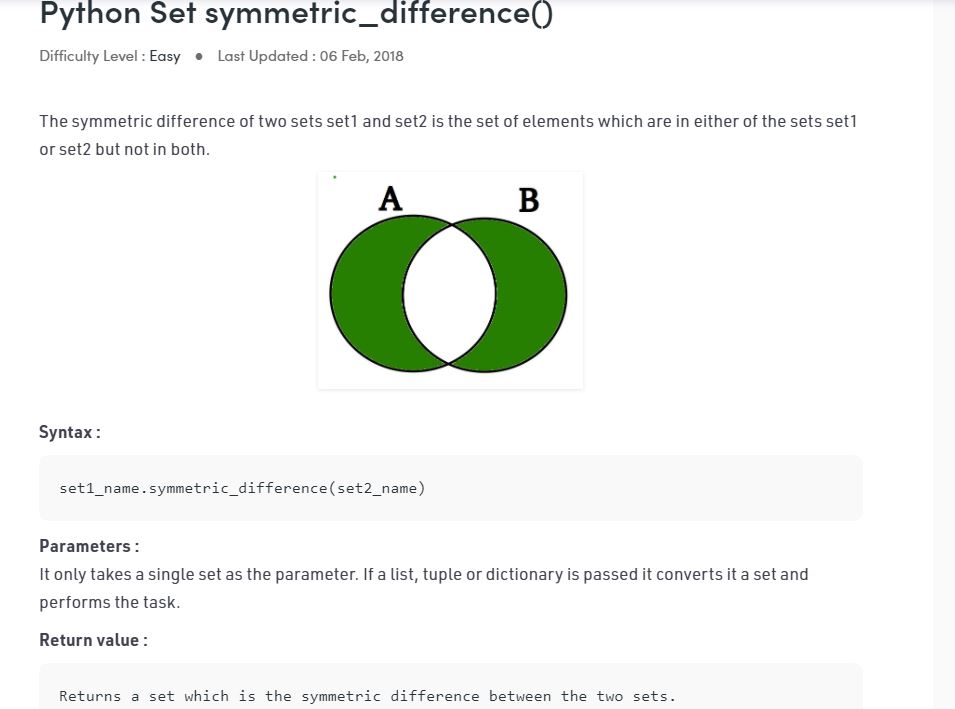 Python Set symmetric_difference()
Difficulty Level : Easy ● Last Updated : 06 Feb, 2018
The symmetric difference of two sets set1 and set2 is the set of elements which are in either of the sets set1
or set2 but not in both.
A B
Syntax :
set1_name.symmetric_difference(set2_name)
Parameters :
It only takes a single set as the parameter. If a list, tuple or dictionary is passed it converts it a set and
performs the task.
Return value :
Returns a set which is the symmetric difference between the two sets.